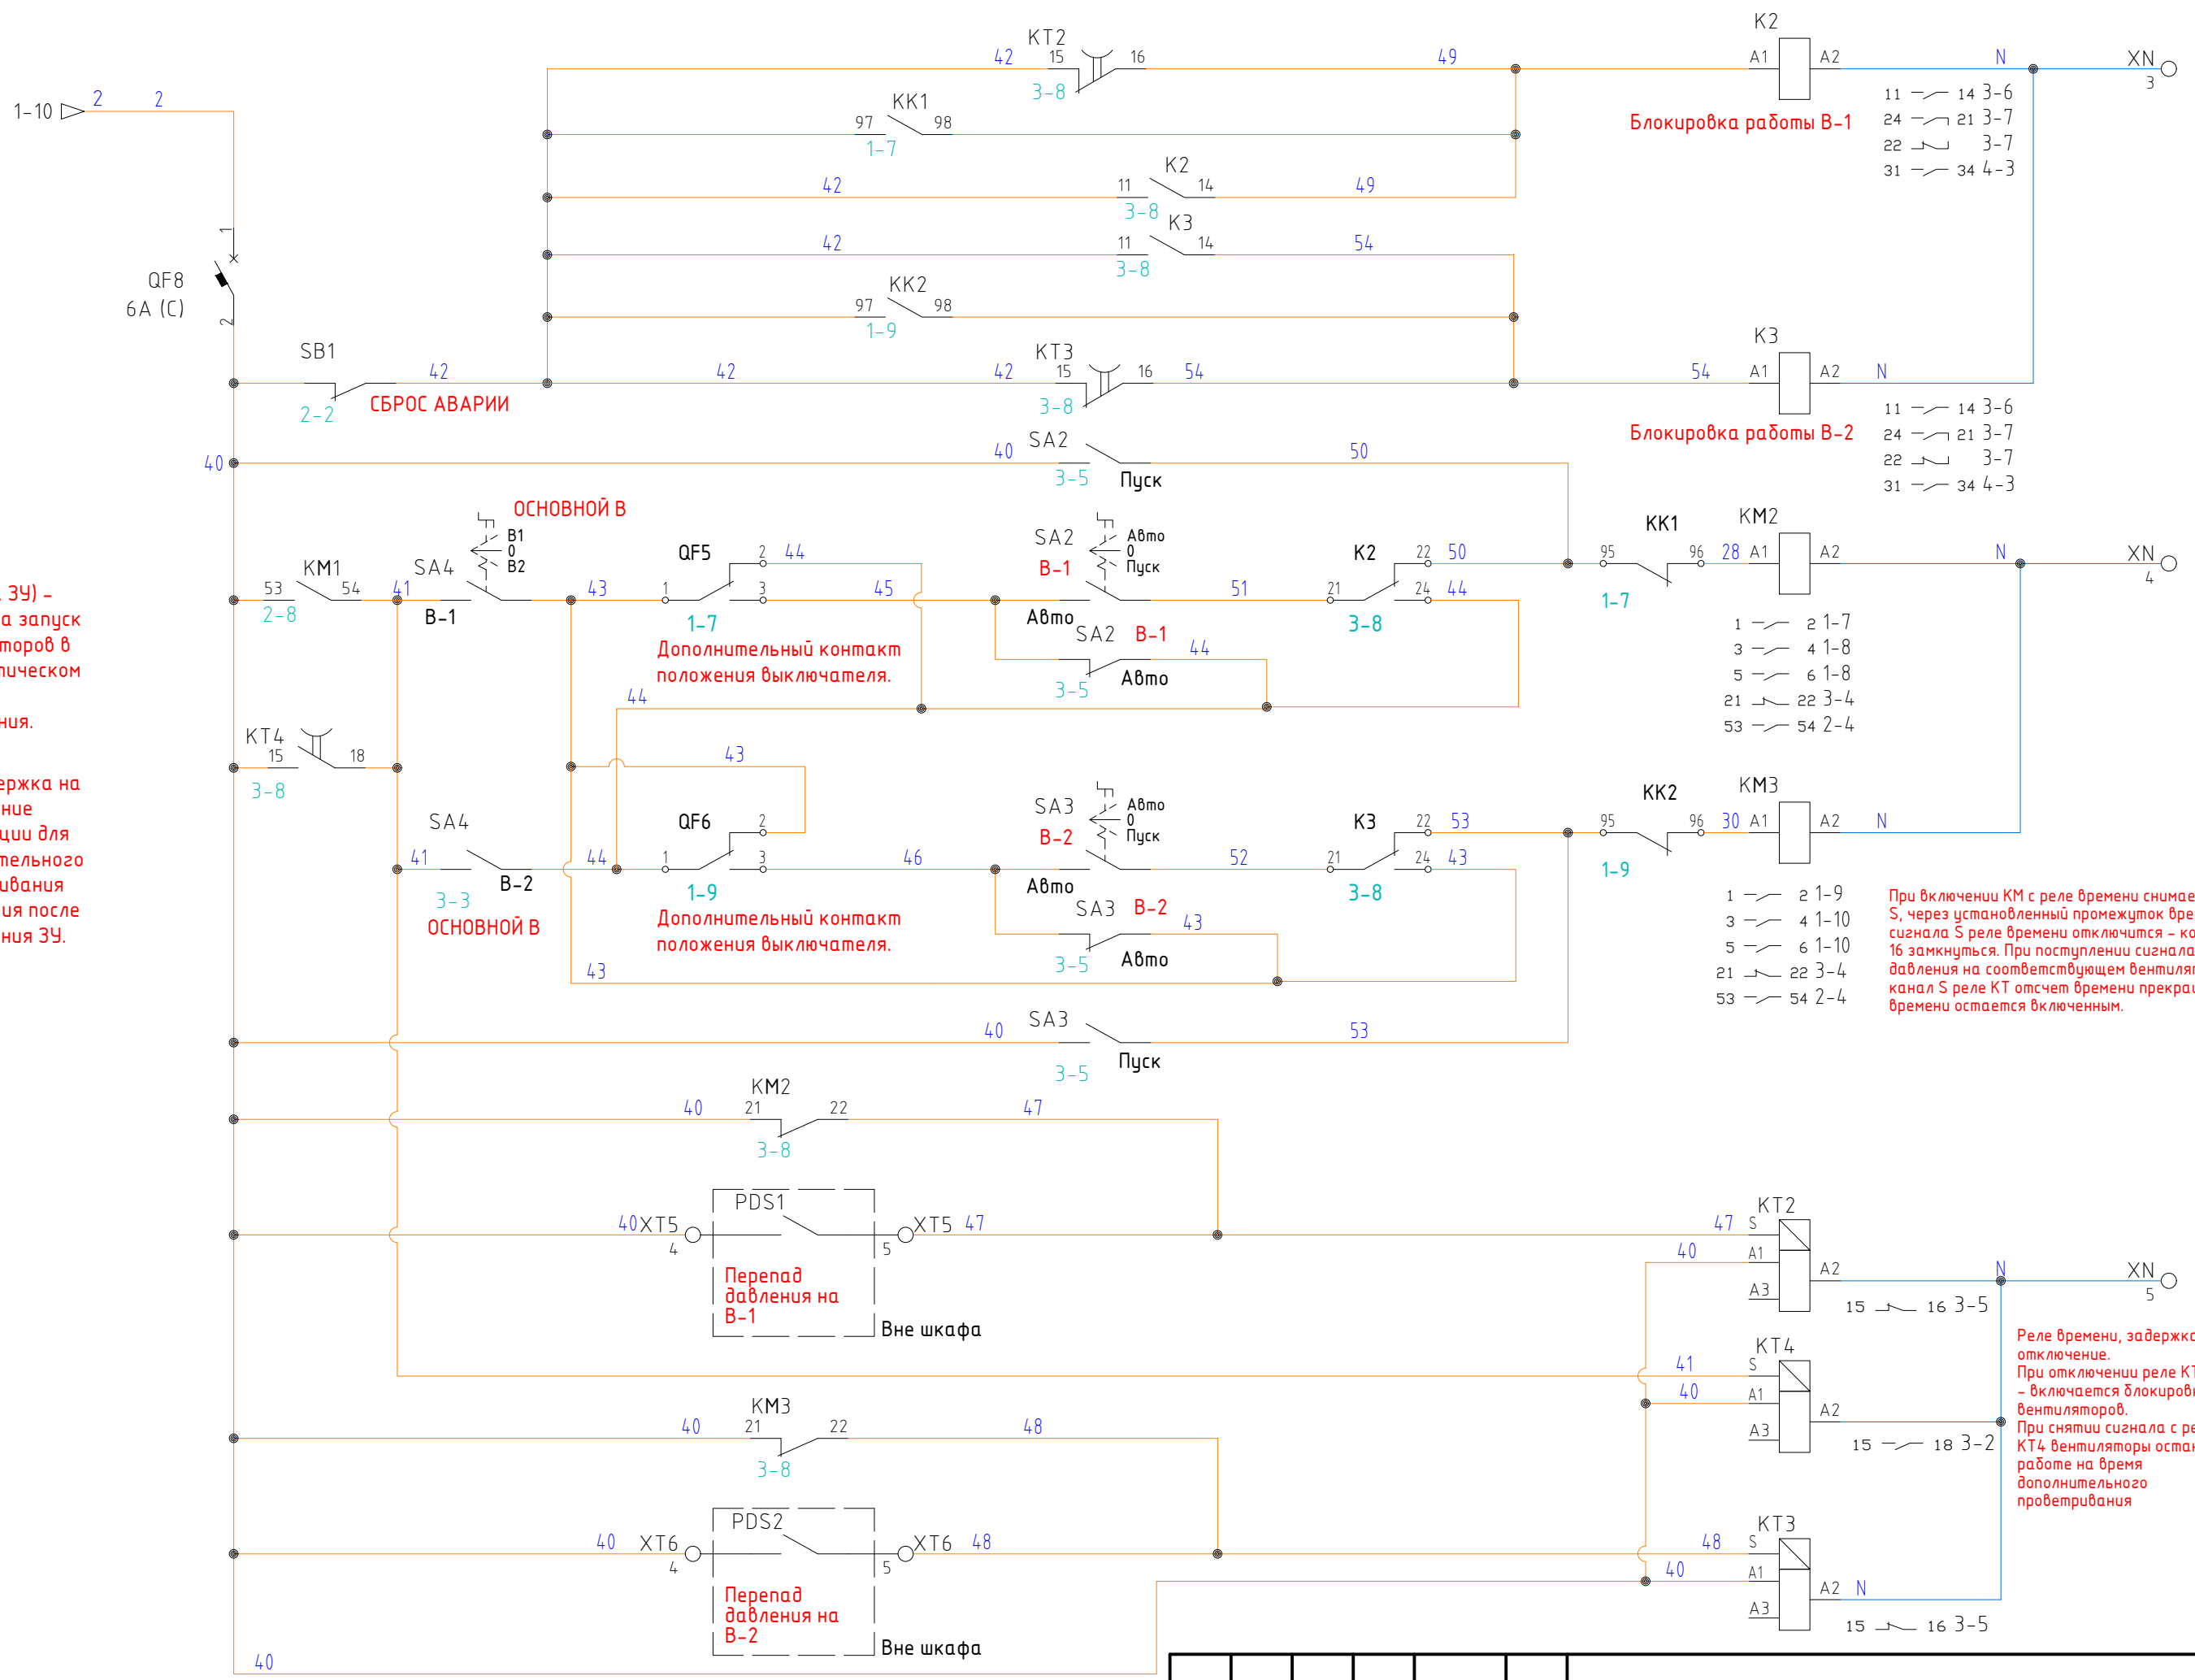 K2
KT2
42
15
16
49
A1
A2
N
XN
3
3-8
1-10
2
2
KK1
97
98
1-7
Блокировка работы В-1
11
14 3-6
24
21 3-7
22
3-7
31
34 4-3
K2
42
11
14
49
3-8
K3
42
11
14
54
3-8
1
QF8
6А (С)
2
KK2
97
98
1-9
SB1
42
42
42
KT3
15
16
54
K3
54
A1
A2
N
2-2
СБРОС АВАРИИ
3-8
Блокировка работы В-2
11
14 3-6
24
21 3-7
22
3-7
31
34 4-3
40
40
SA2
50
3-5
Пуск
ОСНОВНОЙ В
В1
0
В2
KM1
53
54
2-8
41
SA4
В-1
43
QF5
1
2
44
3
45
1-7
Дополнительный контакт
положения выключателя.
SA2
В-1
Авто
0
Пуск
Авто
51
K2
21
22
50
24
44
3-8
KK1
95
96
1-7
28
KM2
A1
A2
N
XN
4
SA2
В-1
44
3-5
Авто
44
1
2 1-7
3
4 1-8
5
6 1-8
21
22 3-4
53
54 2-4
ЗУ) -
а запуск
торов в
тическом
ния.
KT4
15
18
3-8
43
ержка на
ние
ции для
тельного
ивания
ия после
ния ЗУ.
SA4
41
В-2
44
3-3
ОСНОВНОЙ В
QF6
1
2
3
46
1-9
Дополнительный контакт
положения выключателя.
SA3
В-2
Авто
0
Пуск
Авто
52
K3
21
22
53
24
43
3-8
KK2
95
96
1-9
30
KM3
A1
A2
N
SA3
В-2
43
3-5
Авто
43
1
2 1-9
3
4 1-10
5
6 1-10
21
22 3-4
53
54 2-4
При включении КМ с реле времени снимае
S, через установленный промежуток вре
сигнала S реле времени отключится - ко
16 замкнуться. При поступлении сигнала
давления на соответствующем вентиля
канал S реле КТ отсчет времени прекра
времени остается включенным.
40
SA3
53
3-5
Пуск
40
KM2
21
22
47
3-8
PDS1
40
XT5
4
XT5
5
47
Перепад
давления на
В-1
Вне шкафа
KT2
47
S
40
A1
A3
A2
N
XN
5
15
16 3-5
KT4
41
S
40
A1
A3
A2
15
18 3-2
Реле времени, задержка
отключение.
При отключении реле КТ
- включается блокиров
вентиляторов.
При снятии сигнала с ре
КТ4 вентиляторы оста
работе на время
дополнительного
проветривания
40
KM3
21
22
48
3-8
PDS2
40
XT6
4
XT6
5
48
Перепад
давления на
В-2
Вне шкафа
KT3
48
S
40
A1
A3
A2
N
15
16 3-5
40